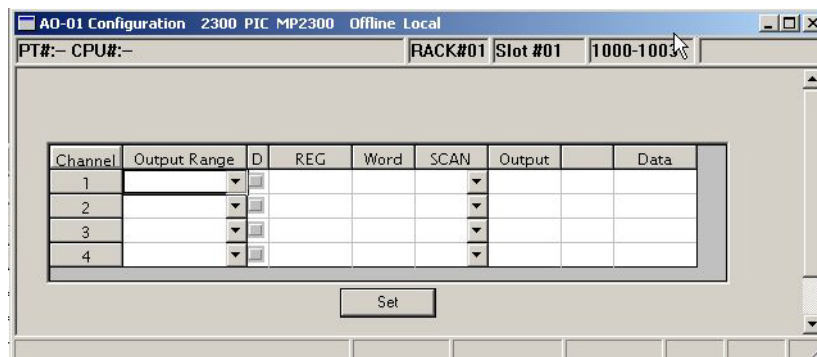 AO-01 Configuration 2300 PIC MP2300 Offline Local
PT#:– CPU#:– RACK#01 Slot #01 1000-1003
Channel Output Range D REG Word SCAN Output Data
1
2
3
4
Set